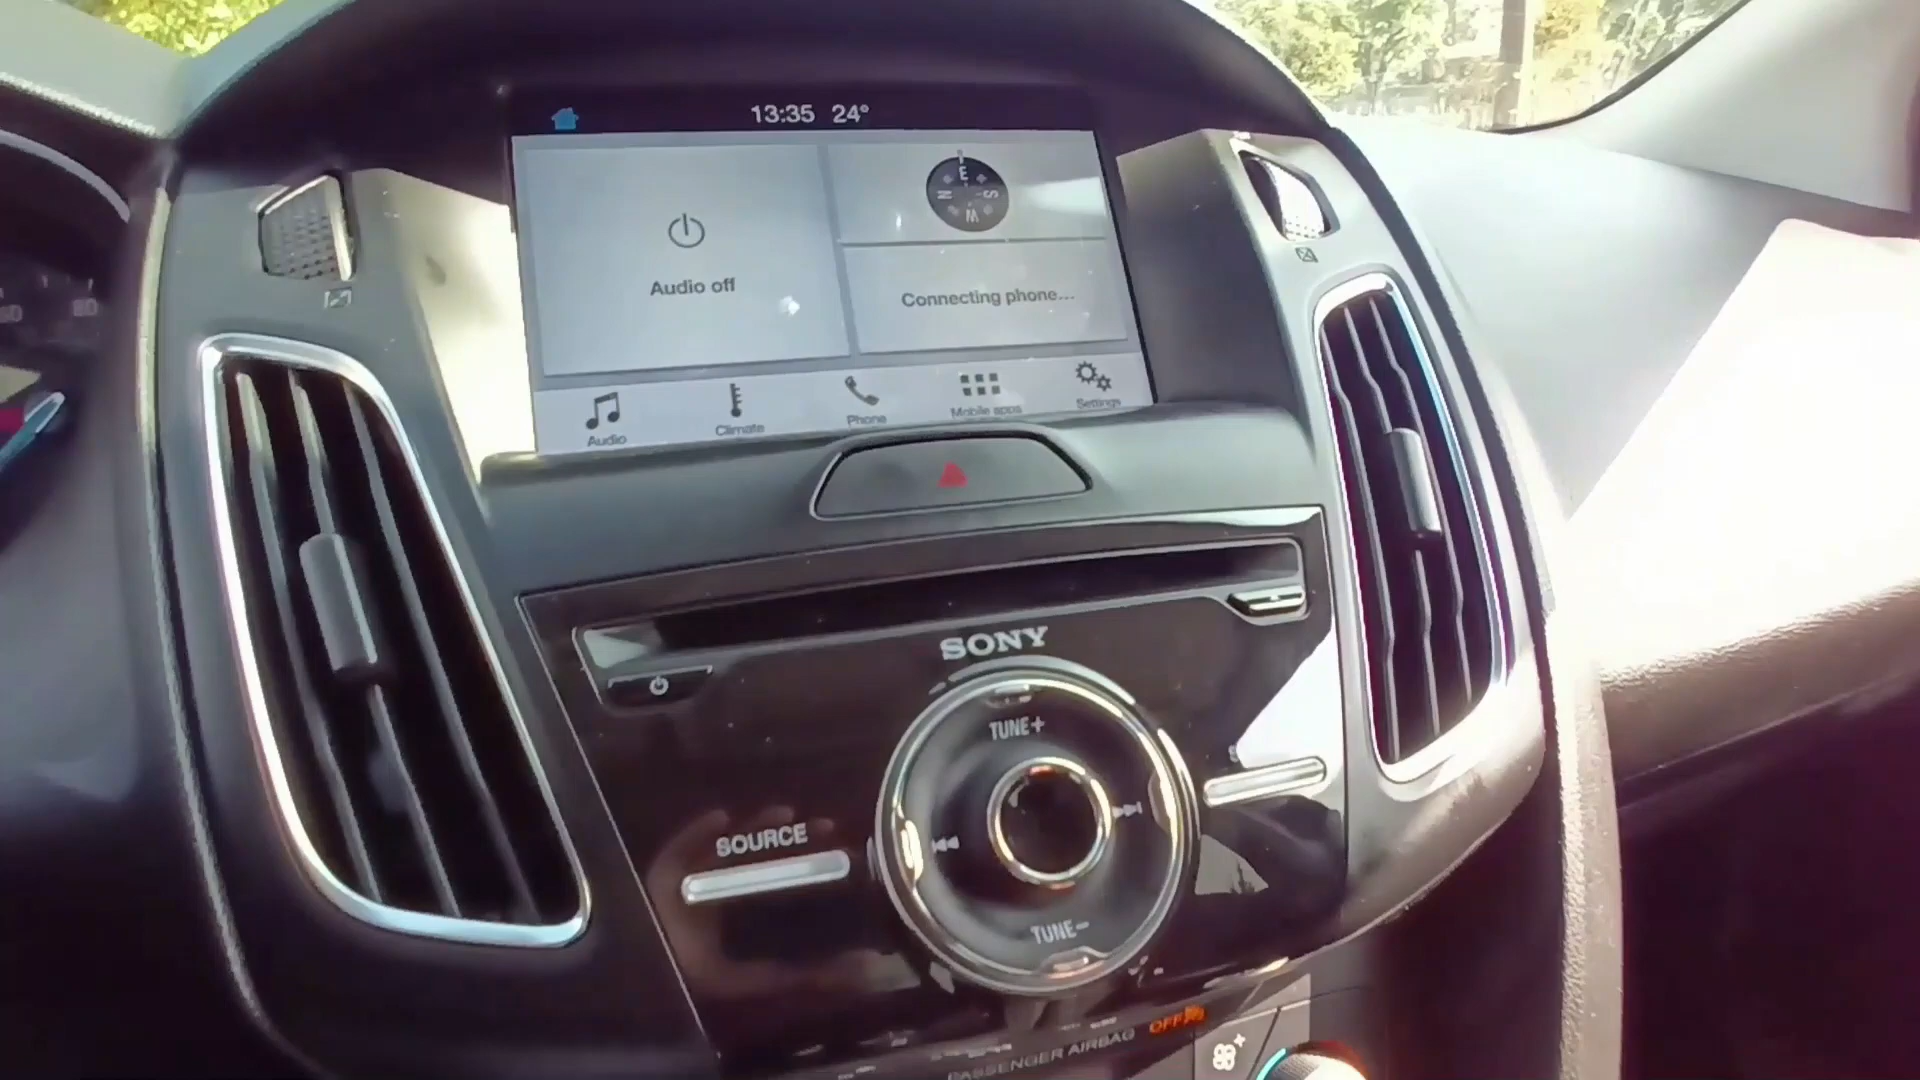 13:35 24°
E
N S
W
Audio off
Connecting phone...
Audio
Climate
Phone
Mobile apps
Settings
SONY
TUNE+
SOURCE
TUNE-
PASSENGER AIRBAG OFF
80